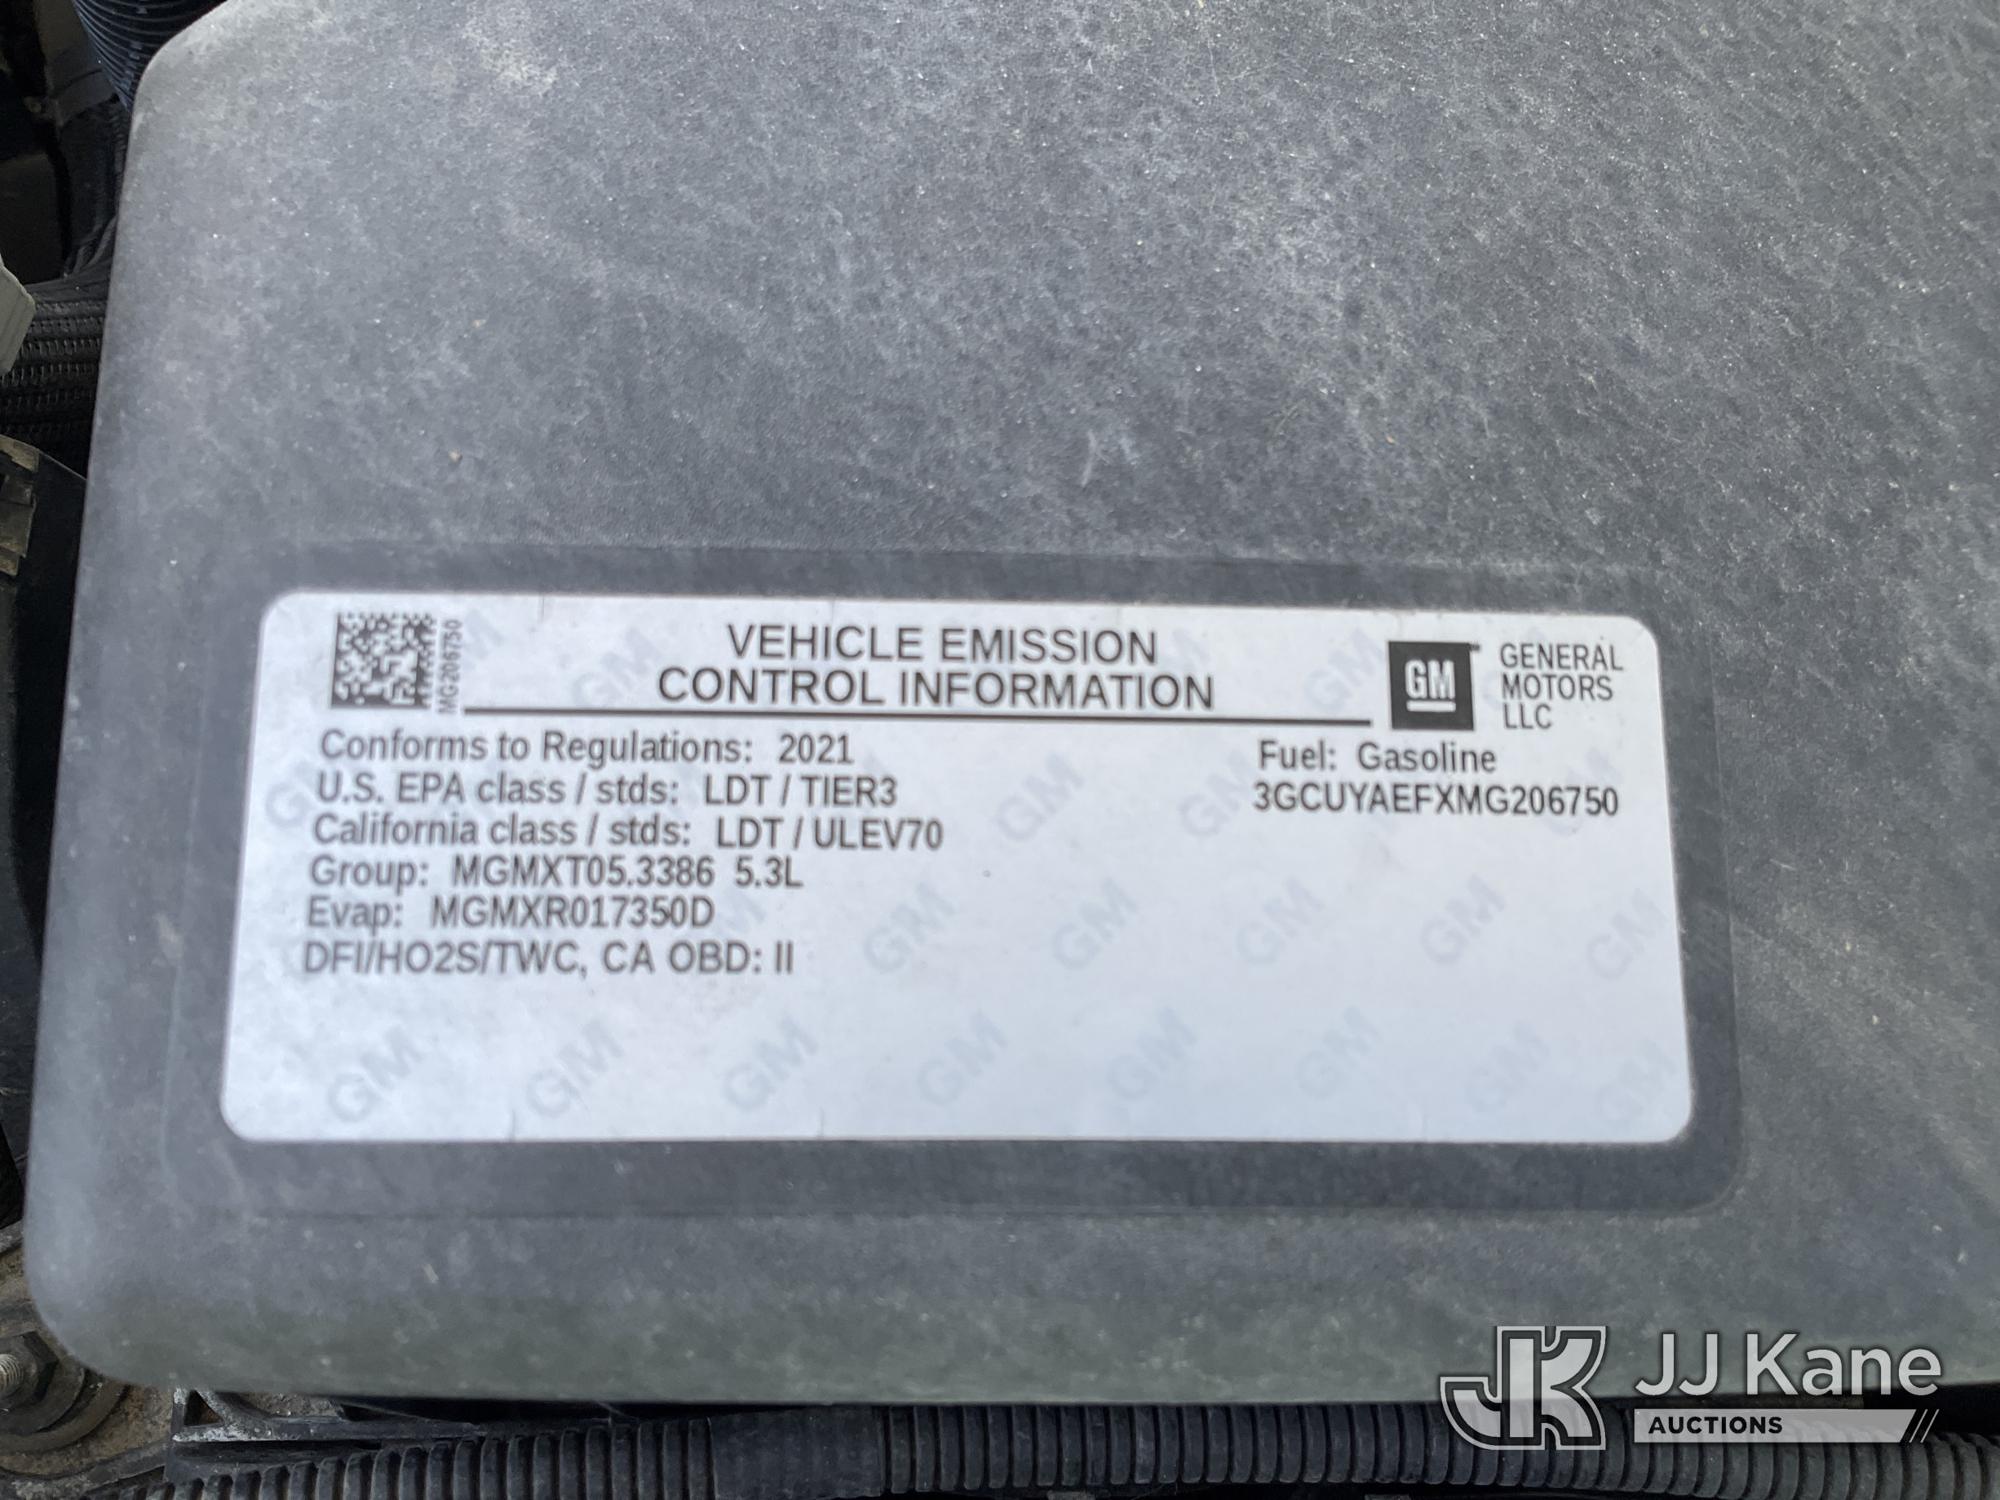 MG206750
VEHICLE EMISSION
CONTROL INFORMATION
GM
GENERAL
MOTORS
LLC
Conforms to Regulations: 2021
Fuel: Gasoline
U.S. EPA class / stds: LDT / TIER3
3GCUYAEFXMG206750
California class / stds: LDT / ULEV70
Group: MGMXT05.3386 5.3L
Evap: MGMXR017350D
DFI/HO2S/TWC, CA OBD: II
JK
JJ Kane
AUCTIONS